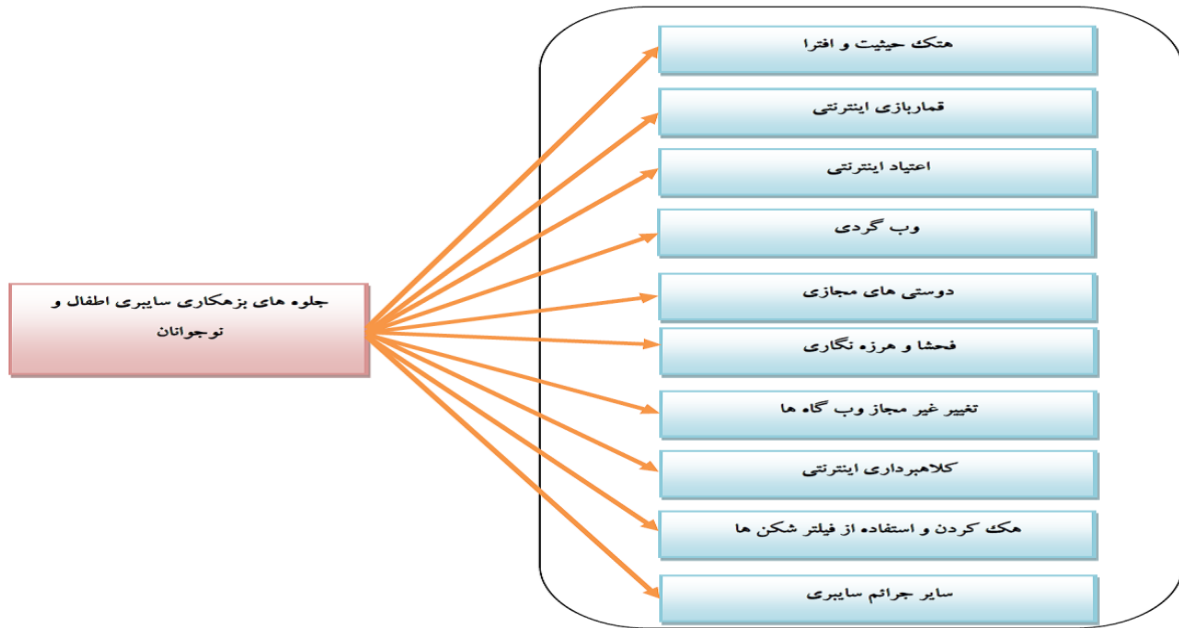 جلوه های بزهکاری سایبری اطفال و
نوجوانان
هتک حیثیت و افترا
قماربازی اینترنتی
اعتیاد اینترنتی
وب گردی
دوستی های مجازی
فحشا و هرزه نگاری
تغییر غیر مجاز وب گاه ها
کلاهبرداری اینترنتی
هک کردن و استفاده از فیلتر شکن ها
سایر جرائم سایبری